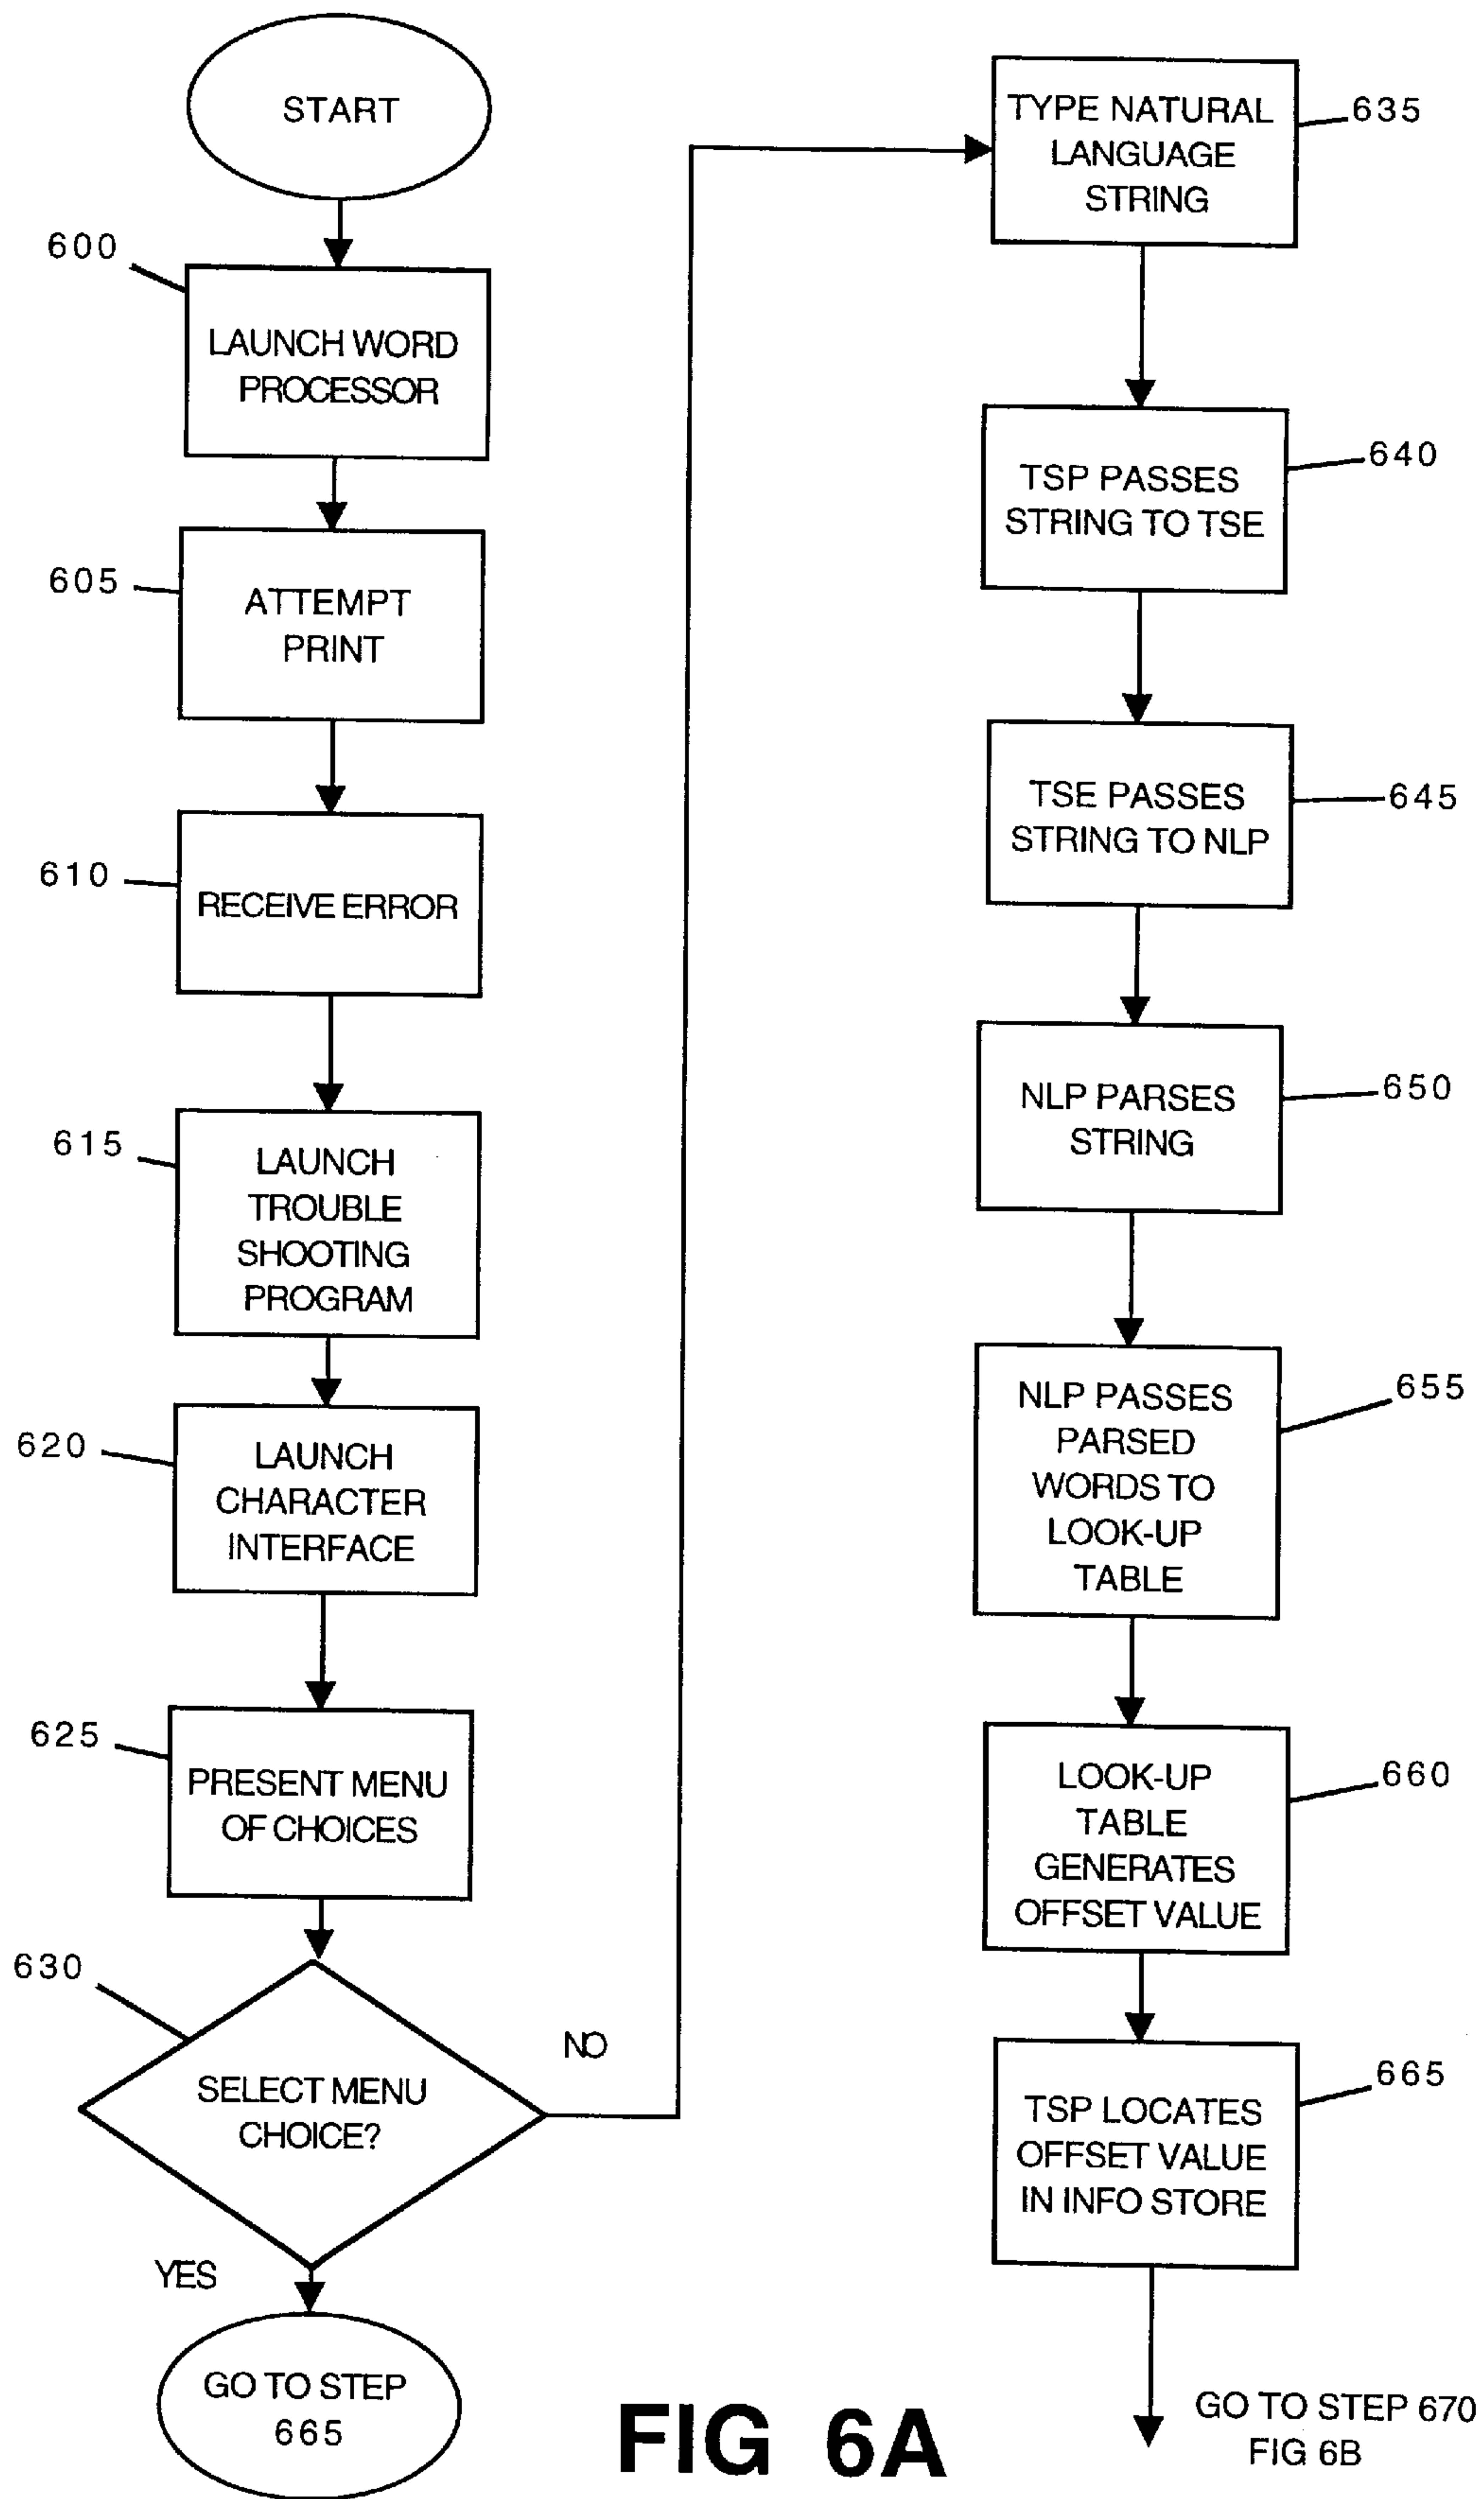 START
600
LAUNCH WORD
PROCESSOR
605
ATTEMPT
PRINT
610
RECEIVE ERROR
615
LAUNCH
TROUBLE
SHOOTING
PROGRAM
620
LAUNCH
CHARACTER
INTERFACE
625
PRESENT MENU
OF CHOICES
630
SELECT MENU
CHOICE?
NO
YES
GO TO STEP
665
TYPE NATURAL
LANGUAGE
STRING
635
TSP PASSES
STRING TO TSE
640
TSE PASSES
STRING TO NLP
645
NLP PARSES
STRING
650
NLP PASSES
PARSED
WORDS TO
LOOK-UP
TABLE
655
LOOK-UP
TABLE
GENERATES
OFFSET VALUE
660
TSP LOCATES
OFFSET VALUE
IN INFO STORE
665
GO TO STEP 670
FIG 6B
FIG 6A